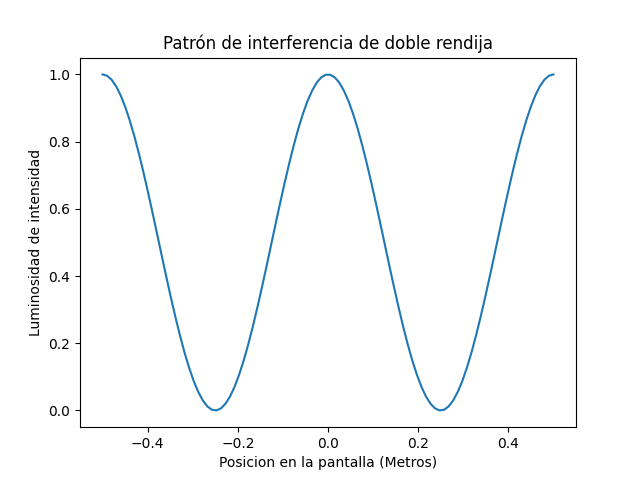 Patrón de interferencia de doble rendija
Luminosidad de intensidad
1.0
0.8
0.6
0.4
0.2
0.0
−0.4 −0.2 0.0 0.2 0.4
Posicion en la pantalla (Metros)